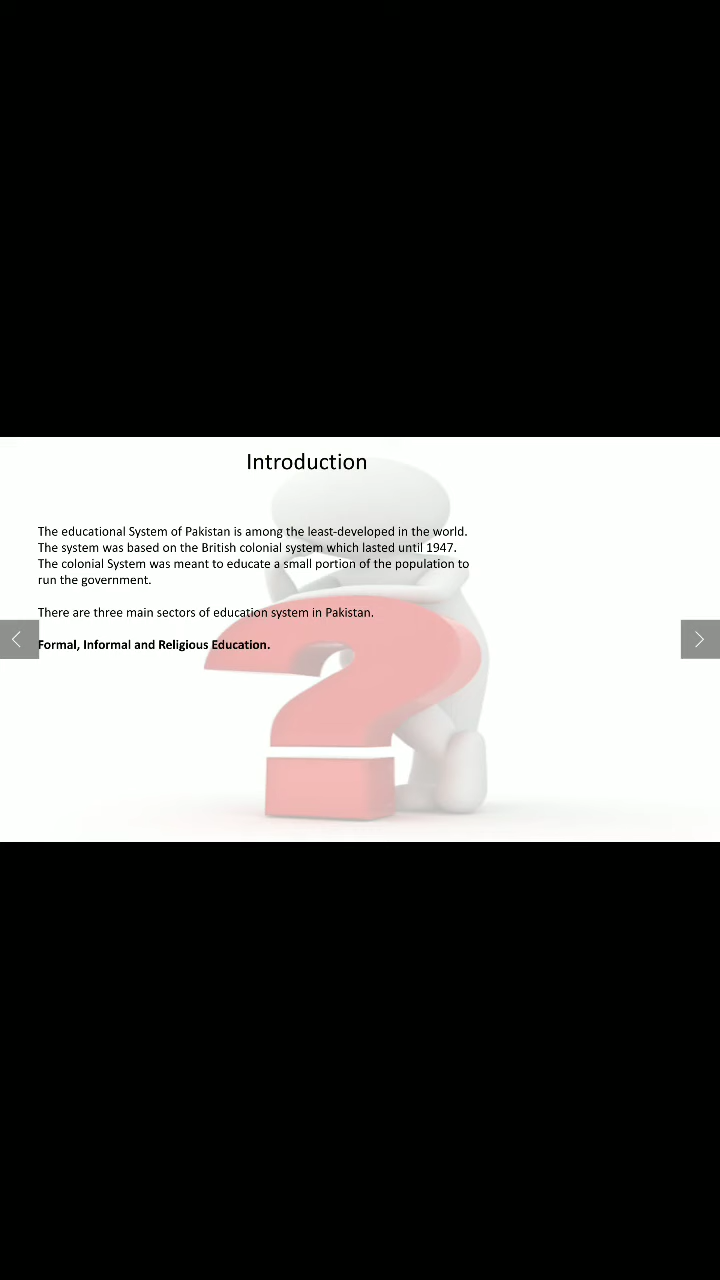 Introduction
The educational System of Pakistan is among the least-developed in the world.
The system was based on the British colonial system which lasted until 1947.
The colonial System was meant to educate a small portion of the population to
run the government.
There are three main sectors of education system in Pakistan.
Formal, Informal and Religious Education.